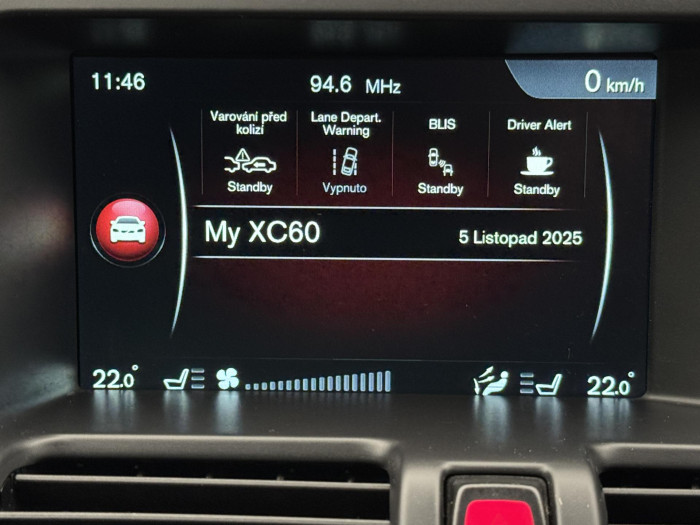 11:46 94.6 MHz 0 km/h
Varování před kolizí
Lane Depart. Warning
BLIS
Driver Alert
Standby Vypnuto Standby Standby
My XC60 5 Listopad 2025
22.0° 22.0°